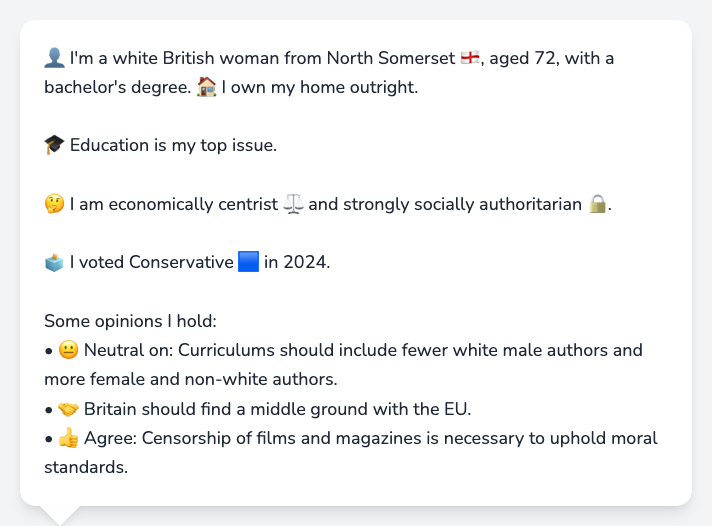 👤 I'm a white British woman from North Somerset 🏴󠁧󠁢󠁥󠁮󠁧󠁿, aged 72, with a
bachelor's degree. 🏠 I own my home outright.
🎓 Education is my top issue.
🤔 I am economically centrist ⚖️ and strongly socially authoritarian 🔒.
🗳️ I voted Conservative 🟦 in 2024.
Some opinions I hold:
• 😐 Neutral on: Curriculums should include fewer white male authors and
more female and non-white authors.
• 🤝 Britain should find a middle ground with the EU.
• 👍 Agree: Censorship of films and magazines is necessary to uphold moral
standards.